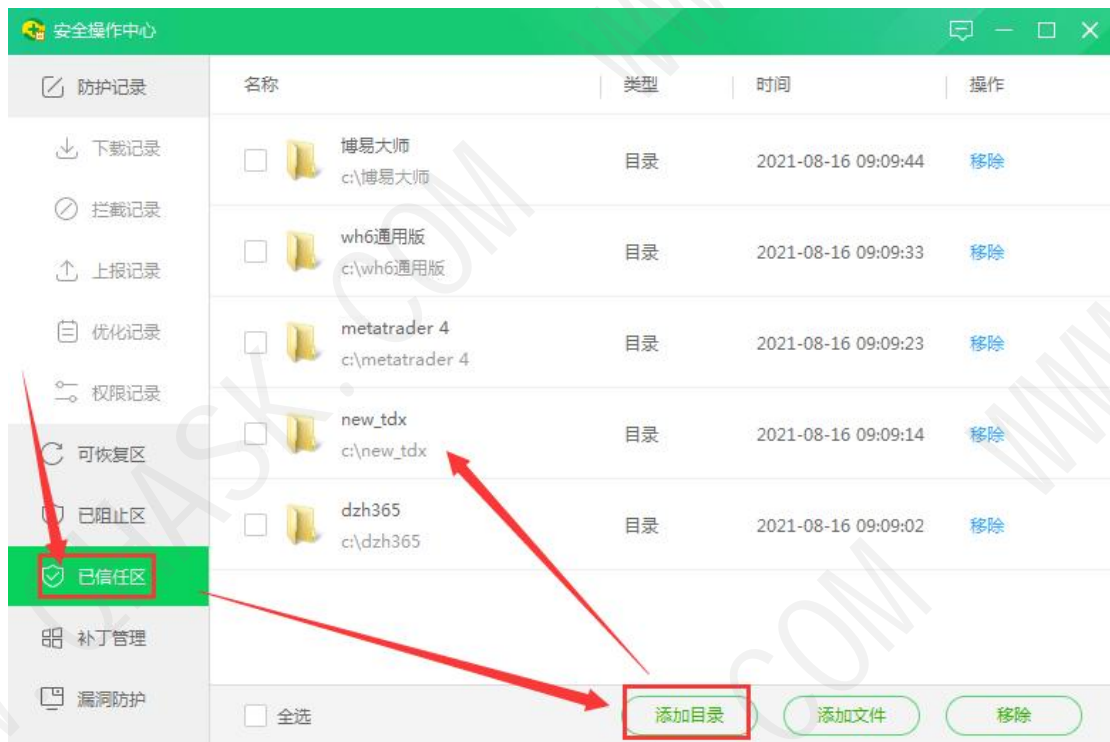 安全操作中心
防护记录
下载记录
拦截记录
上报记录
优化记录
权限记录
可恢复区
已阻止区
已信任区
补丁管理
漏洞防护
名称 类型 时间 操作
博易大师
c:\博易大师
目录 2021-08-16 09:09:44 移除
wh6通用版
c:\wh6通用版
目录 2021-08-16 09:09:33 移除
metatrader 4
c:\metatrader 4
目录 2021-08-16 09:09:23 移除
new_tdx
c:\new_tdx
目录 2021-08-16 09:09:14 移除
dzh365
c:\dzh365
目录 2021-08-16 09:09:02 移除
全选 添加目录 添加文件 移除